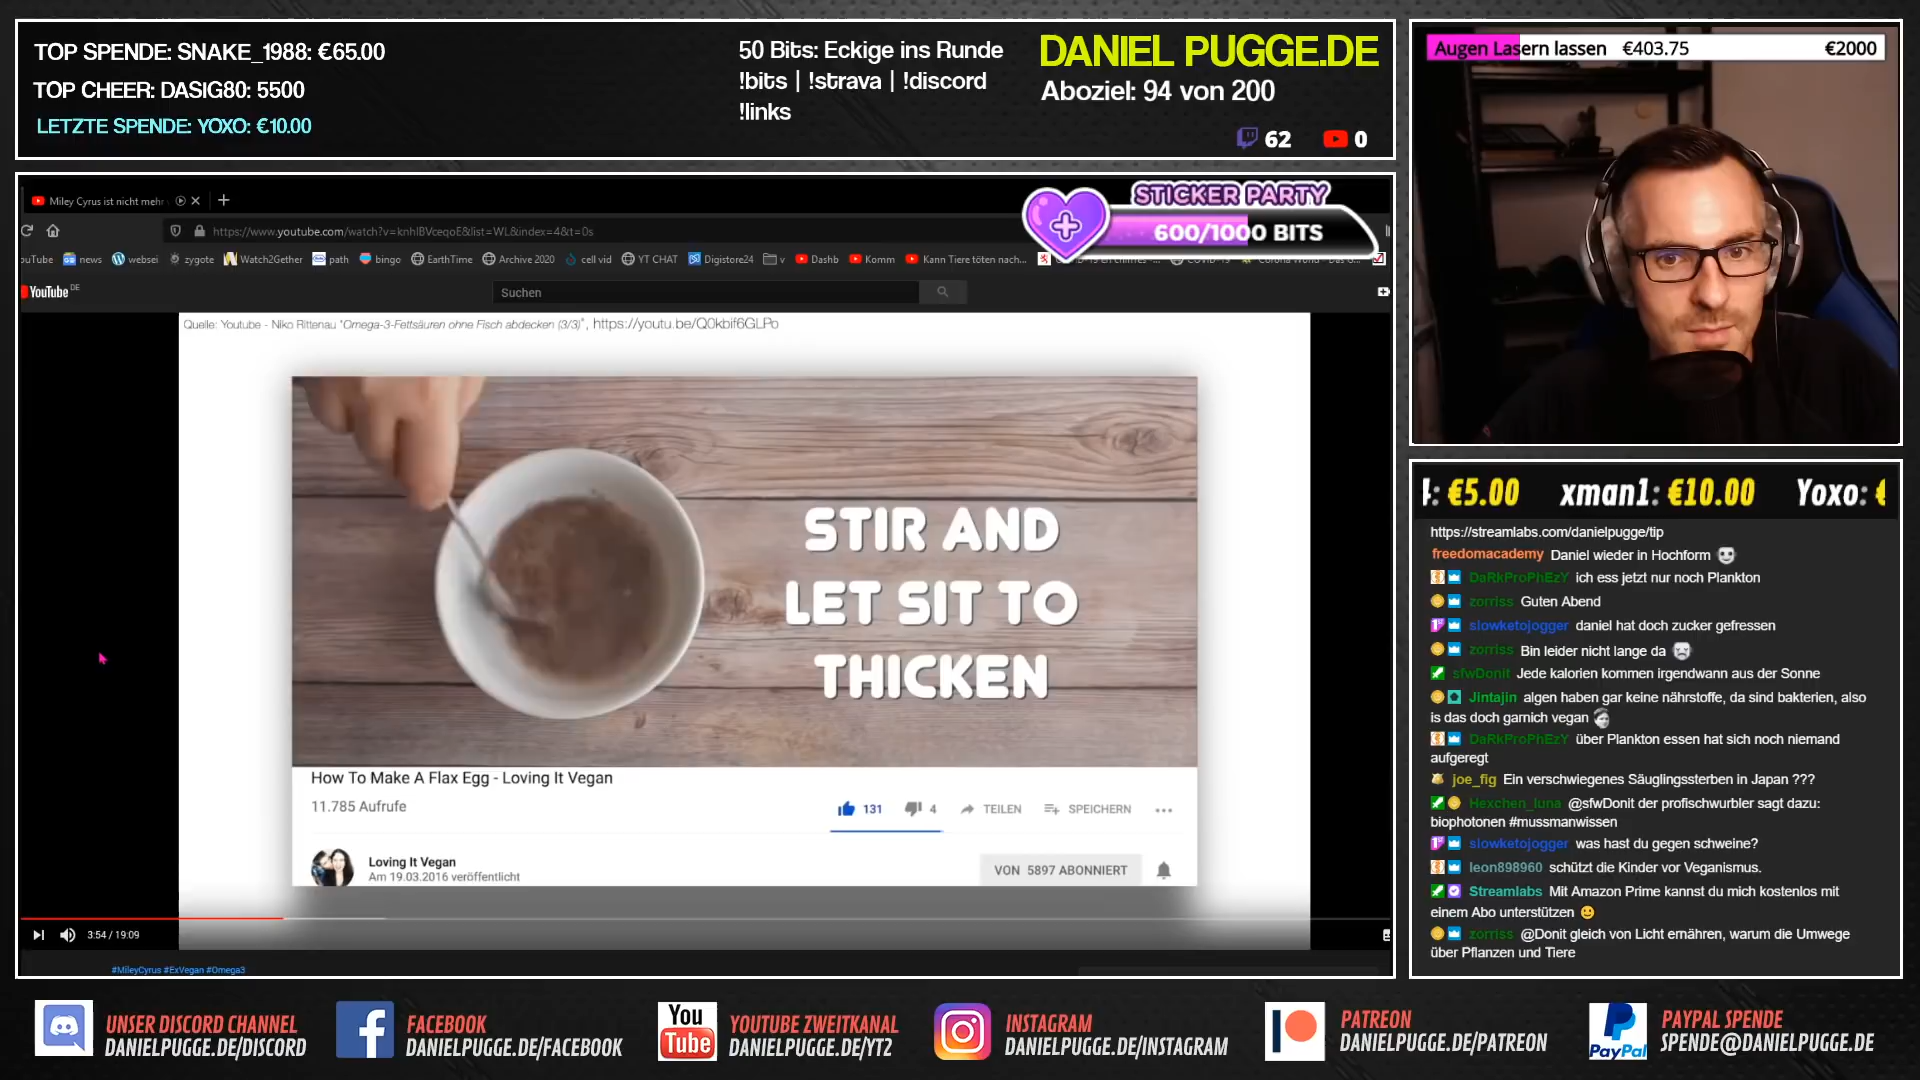 TOP SPENDE: SNAKE_1988: €65.00
TOP CHEER: DASIG80: 5500
LETZTE SPENDE: YOXO: €10.00
50 Bits: Eckige ins Runde
!bits | !strava | !discord
!links
DANIEL PUGGE.DE
Aboziel: 94 von 200
62
0
Augen Lasern lassen €403.75 €2000
Miley Cyrus ist nicht mehr
STICKER PARTY
600/1000 BITS
https://www.youtube.com/watch?v=knhIBVceqoE&list=WL&index=4&t=0s
ouTube news websei zygote Watch2Gether path bingo EarthTime Archive 2020 cell vid YT CHAT Digistore24 v Dashb Komm Kann Tiere töten nach...
YouTube DE
Suchen
Quelle: Youtube - Niko Rittenau "Omega-3-Fettsäuren ohne Fisch abdecken (3/3)", https://youtu.be/Q0kbif6GLPo
STIR AND
LET SIT TO
THICKEN
How To Make A Flax Egg - Loving It Vegan
11.785 Aufrufe
131 4 TEILEN SPEICHERN
Loving It Vegan
Am 19.03.2016 veröffentlicht
VON 5897 ABONNIERT
3:54 / 19:09
#MileyCyrus #ExVegan #Omega3
: €5.00 xman1: €10.00 Yoxo: €
https://streamlabs.com/danielpugge/tip
freedomacademy Daniel wieder in Hochform
DaRkProPhEzY ich ess jetzt nur noch Plankton
zorriss Guten Abend
slowketojogger daniel hat doch zucker gefressen
zorriss Bin leider nicht lange da
sfwDonit Jede kalorien kommen irgendwann aus der Sonne
Jintajin algen haben gar keine nährstoffe, da sind bakterien, also
is das doch garnich vegan
DaRkProPhEzY über Plankton essen hat sich noch niemand
aufgeregt
joe_fig Ein verschwiegenes Säuglingssterben in Japan ???
Hexchen_luna @sfwDonit der profischwurbler sagt dazu:
biophotonen #mussmanwissen
slowketojogger was hast du gegen schweine?
leon898960 schützt die Kinder vor Veganismus.
Streamlabs Mit Amazon Prime kannst du mich kostenlos mit
einem Abo unterstützen
zorriss @Donit gleich von Licht ernähren, warum die Umwege
über Pflanzen und Tiere
UNSER DISCORD CHANNEL
DANIELPUGGE.DE/DISCORD
FACEBOOK
DANIELPUGGE.DE/FACEBOOK
You
Tube
YOUTUBE ZWEITKANAL
DANIELPUGGE.DE/YT2
INSTAGRAM
DANIELPUGGE.DE/INSTAGRAM
PATREON
DANIELPUGGE.DE/PATREON
PayPal
PAYPAL SPENDE
SPENDE@DANIELPUGGE.DE